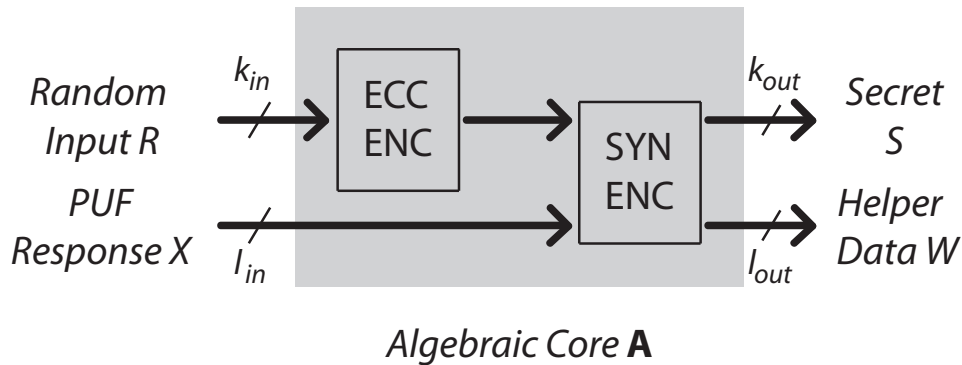 Random
Input R
k_in
ECC
ENC
k_out
Secret
S
SYN
ENC
PUF
Response X
l_in
l_out
Helper
Data W
Algebraic Core A